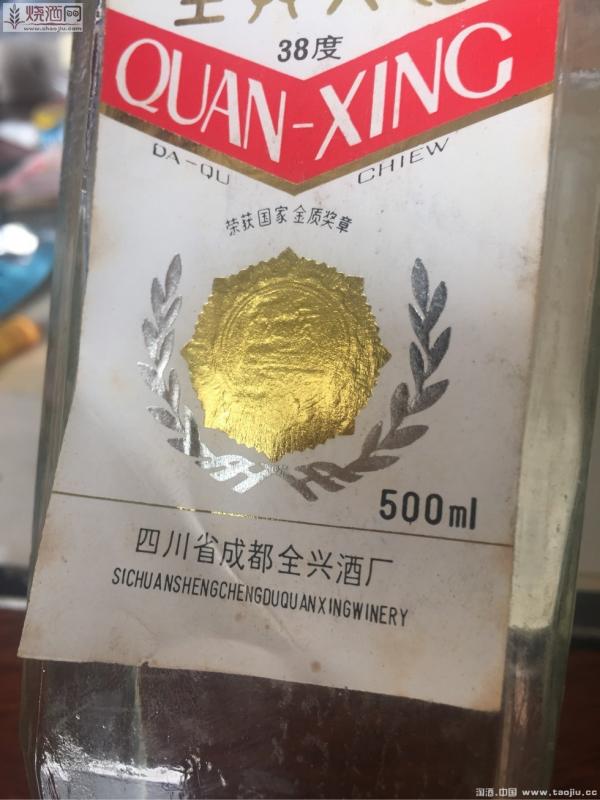 烧酒网
www.shaojiu.com
38度
QUAN-XING
DA-QU CHIEW
荣获国家金质奖章
500ml
四川省成都全兴酒厂
SICHUANSHENGCHENGDUQUANXINGWINERY
淘酒.中国 www.taojiu.cc